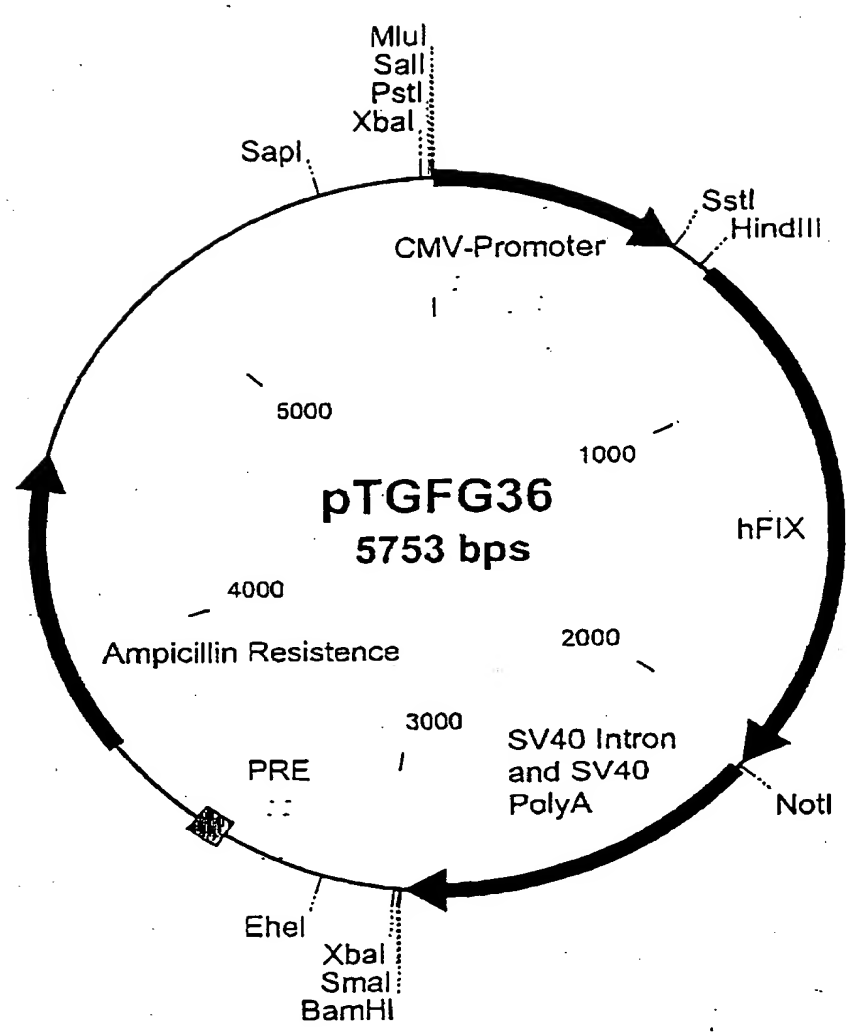 MluI
SalI
PstI
XbaI
SapI
SstI
HindIII
CMV-Promoter
5000
1000
pTGFG36
5753 bps
hFIX
4000
2000
Ampicillin Resistence
3000
SV40 Intron
and SV40
PolyA
PRE
NotI
EheI
XbaI
SmaI
BamHI